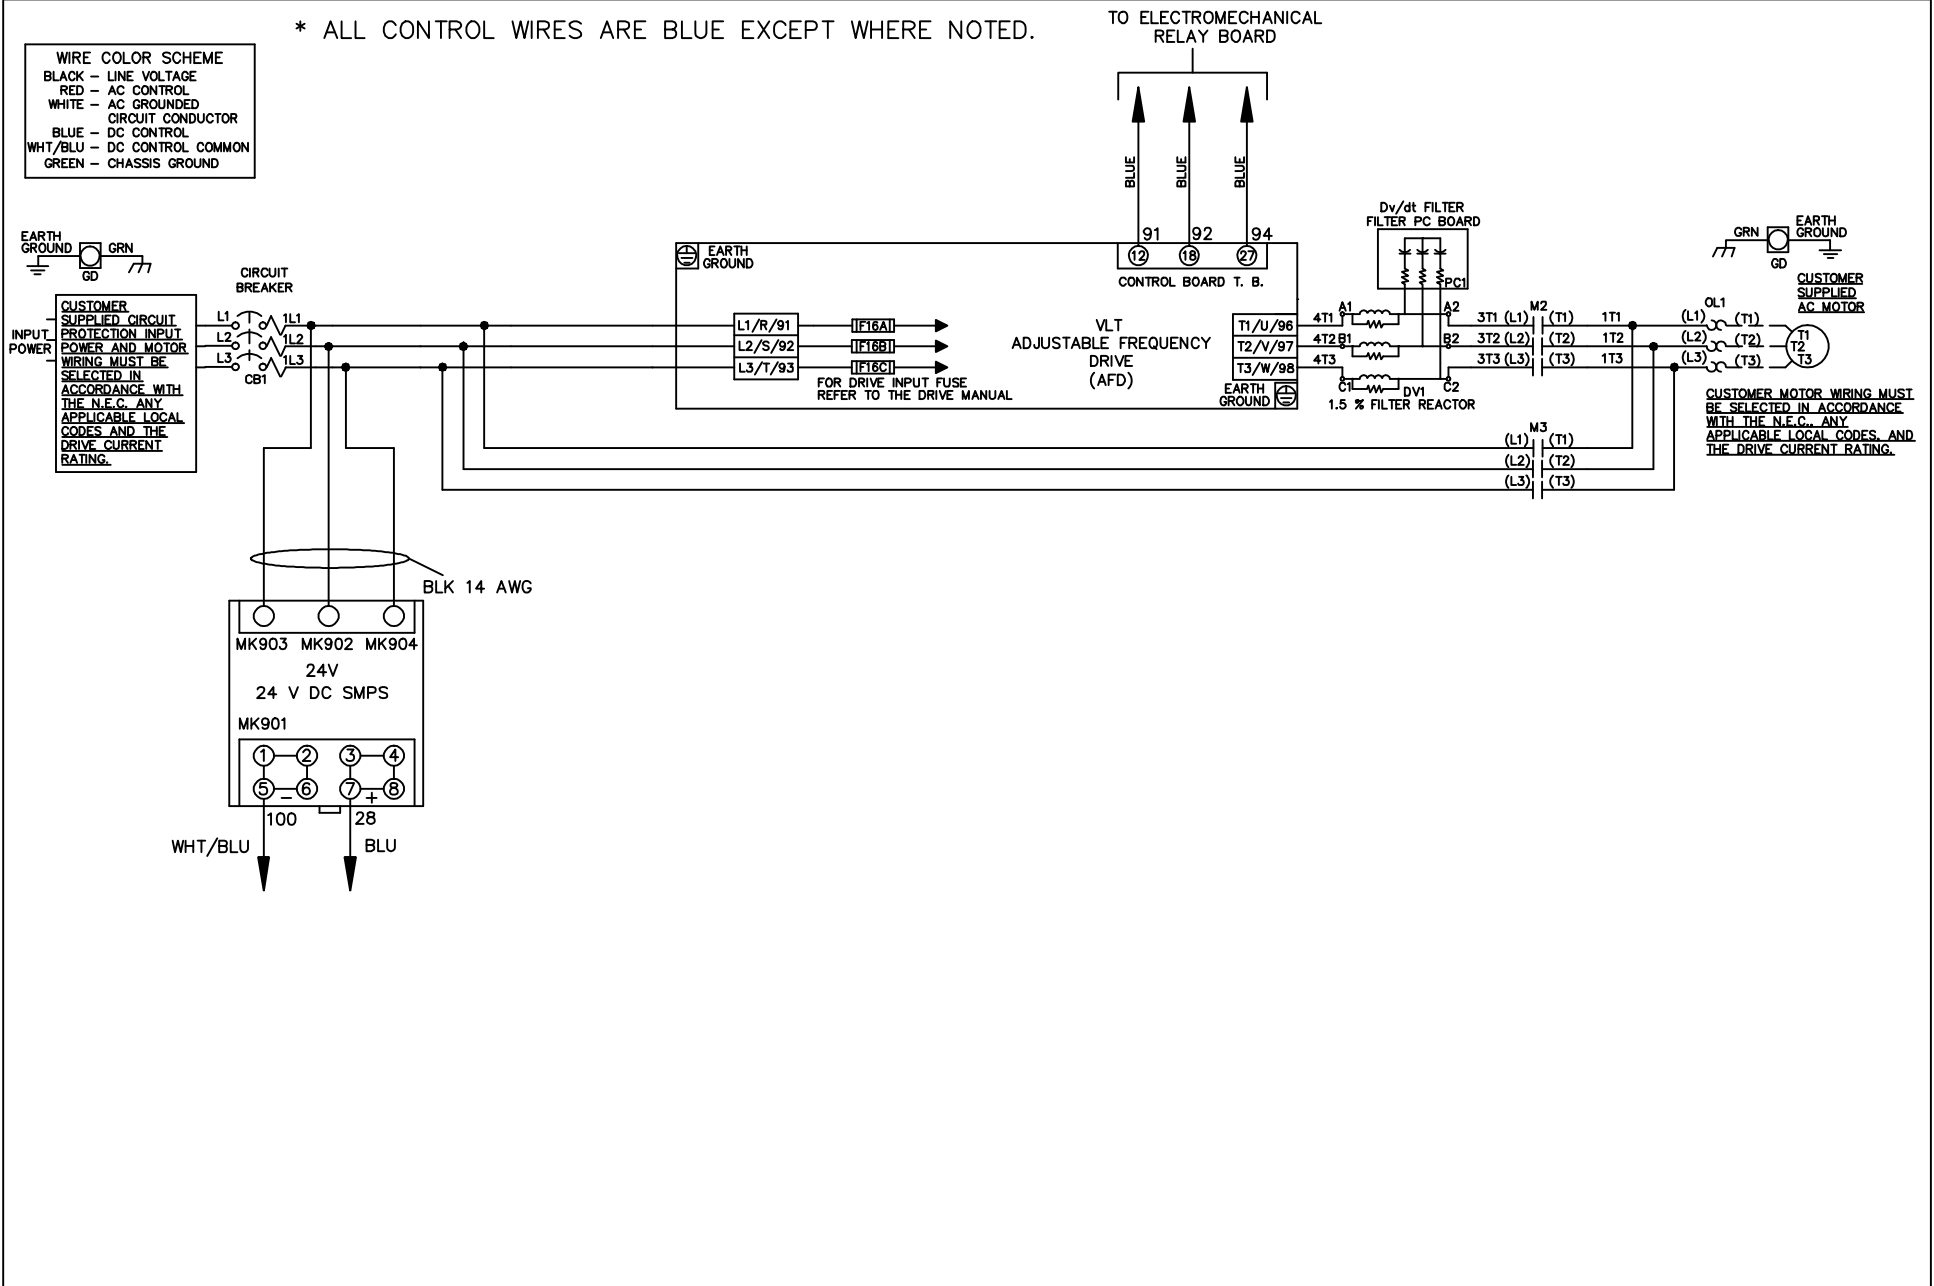 * ALL CONTROL WIRES ARE BLUE EXCEPT WHERE NOTED.
TO ELECTROMECHANICAL
RELAY BOARD
WIRE COLOR SCHEME
BLACK – LINE VOLTAGE
RED – AC CONTROL
WHITE – AC GROUNDED
CIRCUIT CONDUCTOR
BLUE – DC CONTROL
WHT/BLU – DC CONTROL COMMON
GREEN – CHASSIS GROUND
BLUE
BLUE
BLUE
91
92
94
12
18
27
CONTROL BOARD T. B.
EARTH
GROUND
GRN
GD
CIRCUIT
BREAKER
INPUT
POWER
CUSTOMER
SUPPLIED CIRCUIT
PROTECTION INPUT
POWER AND MOTOR
WIRING MUST BE
SELECTED IN
ACCORDANCE WITH
THE N.E.C. ANY
APPLICABLE LOCAL
CODES AND THE
DRIVE CURRENT
RATING.
L1
L2
L3
CB1
1L1
1L2
1L3
EARTH
GROUND
L1/R/91
L2/S/92
L3/T/93
F16A
F16B
F16C
FOR DRIVE INPUT FUSE
REFER TO THE DRIVE MANUAL
VLT
ADJUSTABLE FREQUENCY
DRIVE
(AFD)
T1/U/96
T2/V/97
T3/W/98
EARTH
GROUND
Dv/dt FILTER
FILTER PC BOARD
PC1
4T1
4T2
4T3
A1
B1
C1
A2
B2
C2
DV1
1.5 % FILTER REACTOR
M2
3T1 (L1) (T1) 1T1
3T2 (L2) (T2) 1T2
3T3 (L3) (T3) 1T3
M3
(L1) (T1)
(L2) (T2)
(L3) (T3)
OL1
(L1) (T1)
(L2) (T2)
(L3) (T3)
T1
T2
T3
GRN
GD
EARTH
GROUND
CUSTOMER
SUPPLIED
AC MOTOR
CUSTOMER MOTOR WIRING MUST
BE SELECTED IN ACCORDANCE
WITH THE N.E.C., ANY
APPLICABLE LOCAL CODES, AND
THE DRIVE CURRENT RATING.
BLK 14 AWG
MK903 MK902 MK904
24V
24 V DC SMPS
MK901
1 2 3 4
5 – 6 7 + 8
100
28
WHT/BLU
BLU